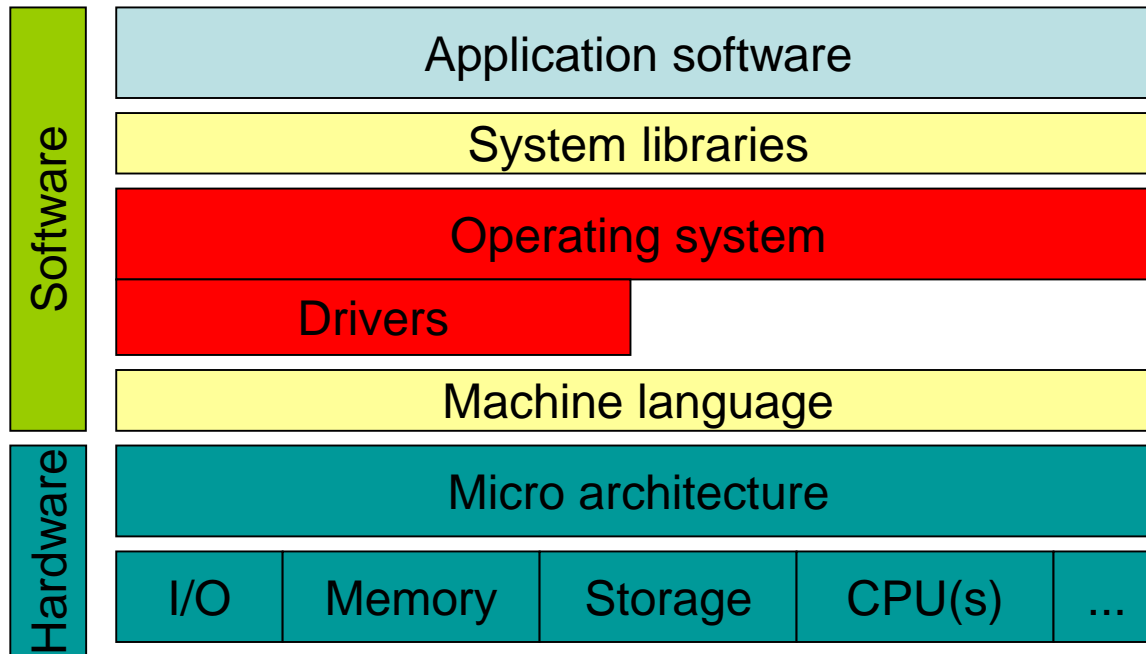 Software
Application software
System libraries
Operating system
Drivers
Machine language
Hardware
Micro architecture
I/O
Memory
Storage
CPU(s)
...